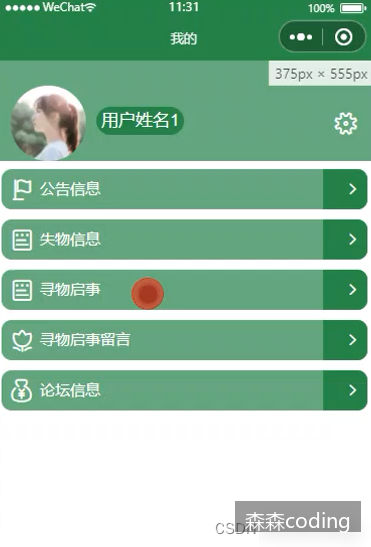 WeChat 11:31 100%
我的
375px × 555px
用户姓名1
公告信息
失物信息
寻物启事
寻物启事留言
论坛信息
森森coding